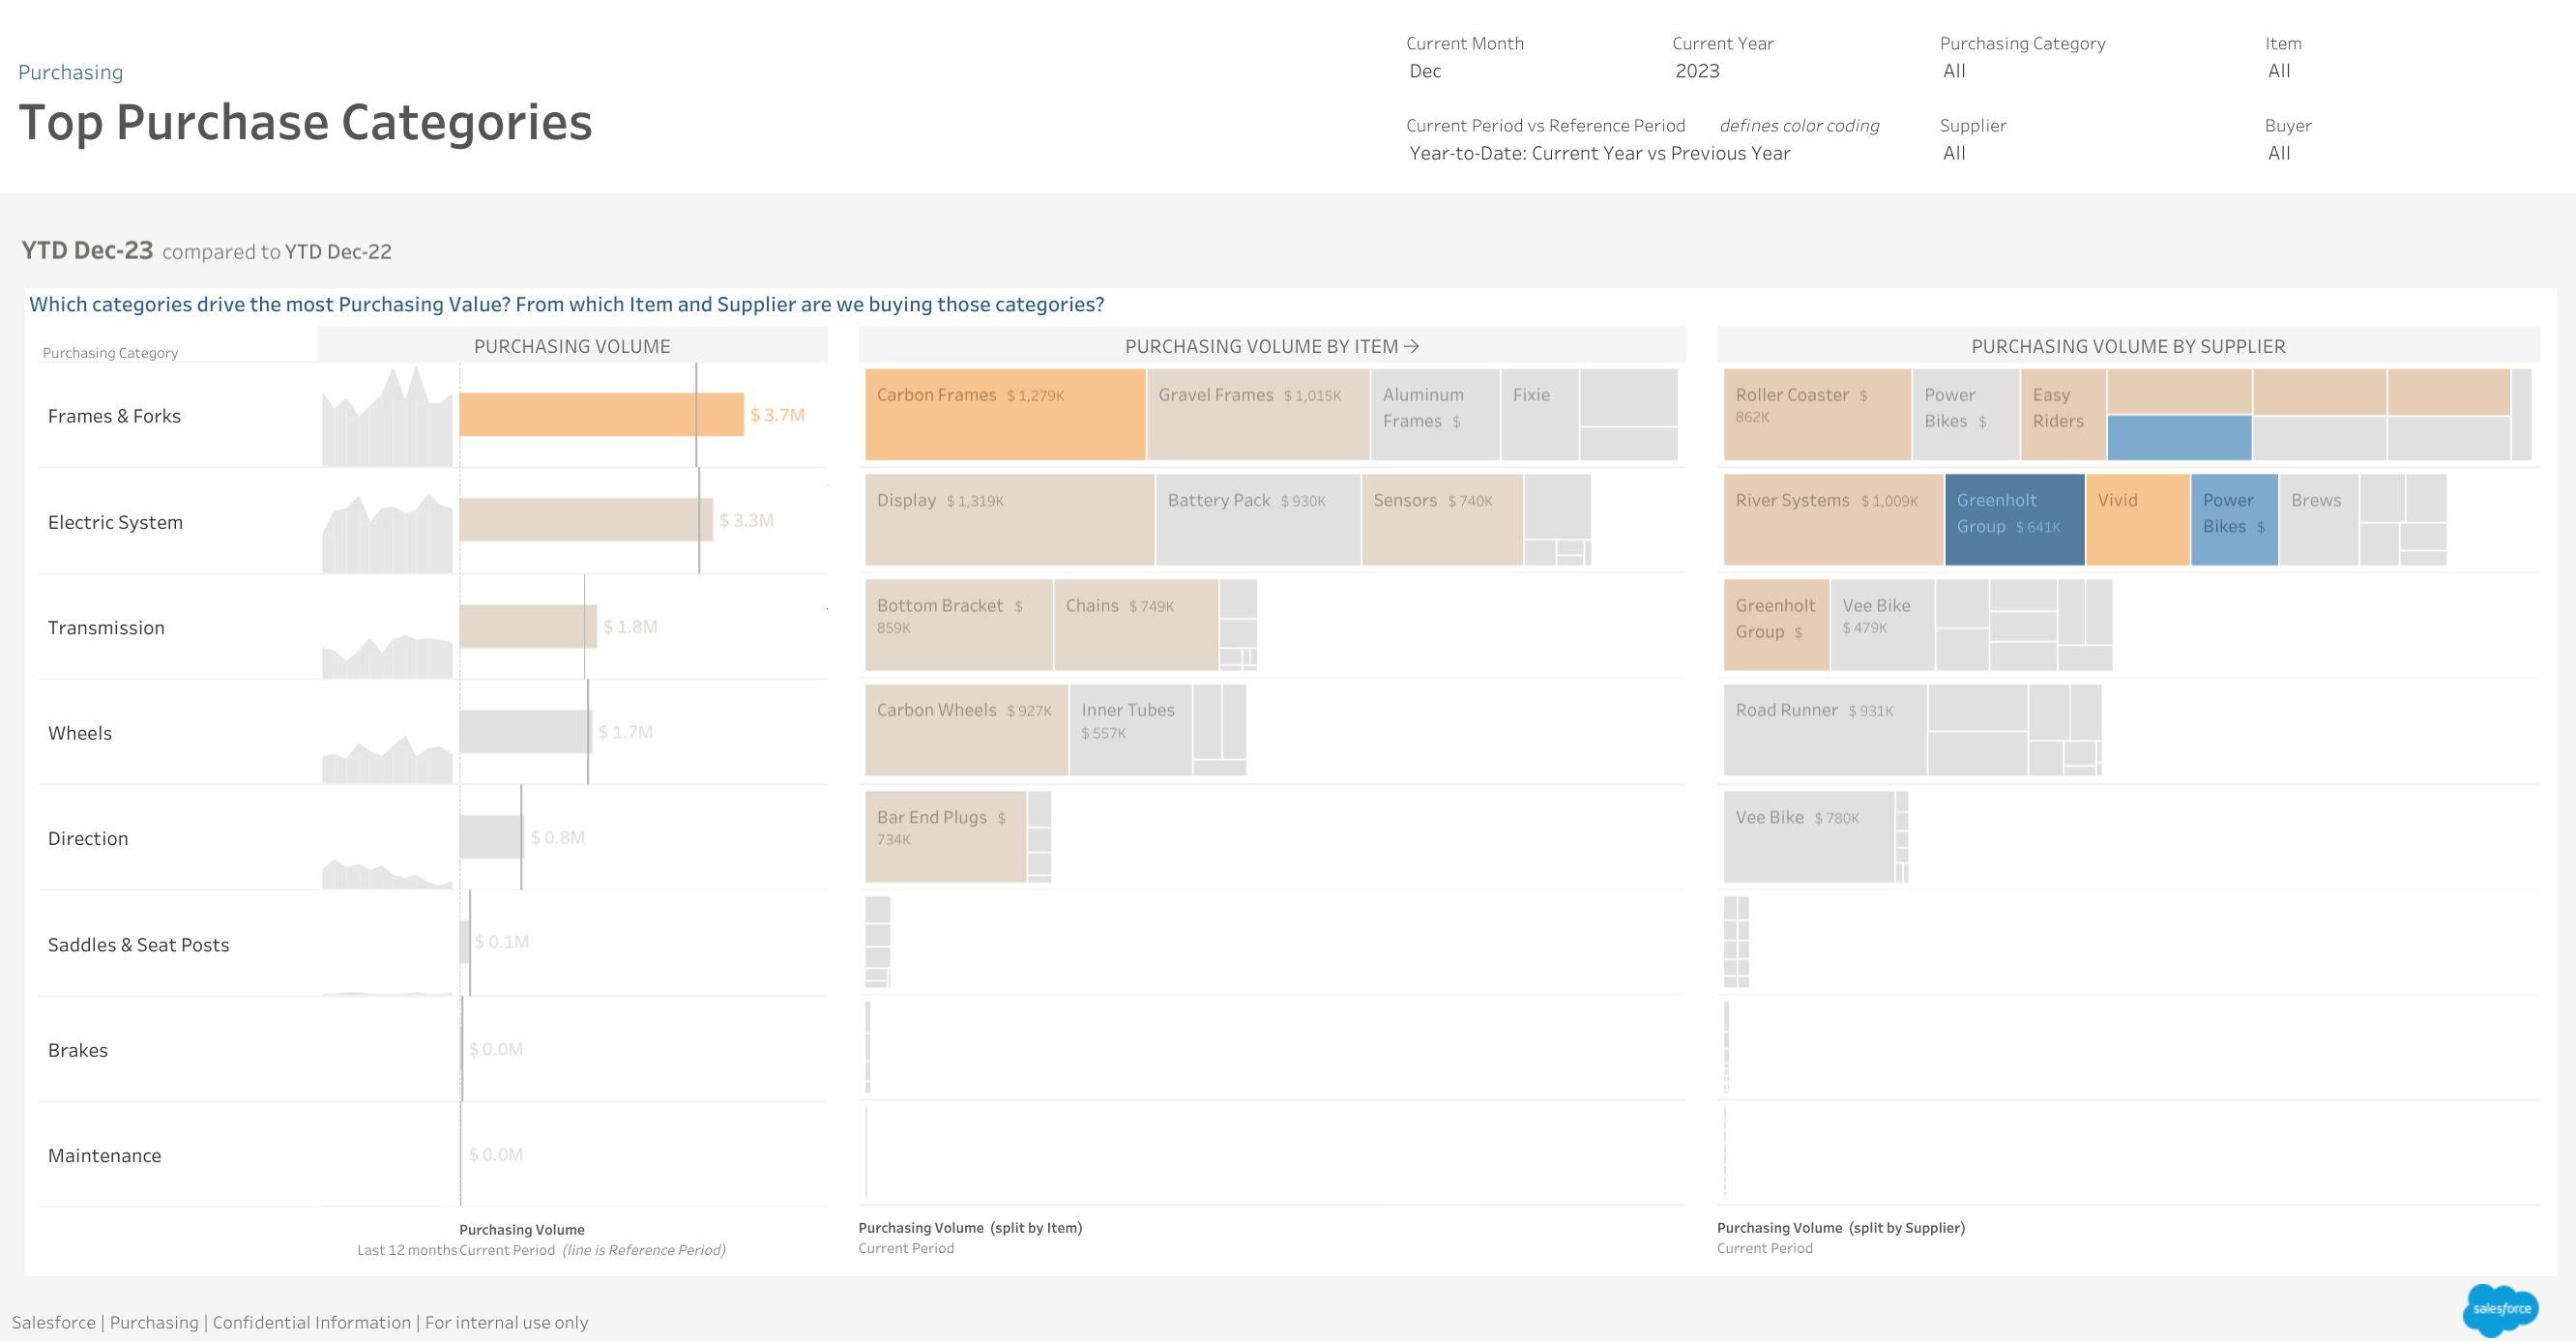 Purchasing
Top Purchase Categories
Current Month
Dec
Current Year
2023
Purchasing Category
All
Item
All
Current Period vs Reference Period defines color coding
Year-to-Date: Current Year vs Previous Year
Supplier
All
Buyer
All
YTD Dec-23 compared to YTD Dec-22
Which categories drive the most Purchasing Value? From which Item and Supplier are we buying those categories?
Purchasing Category
PURCHASING VOLUME
PURCHASING VOLUME BY ITEM →
PURCHASING VOLUME BY SUPPLIER
Frames & Forks
$ 3.7M
Carbon Frames $ 1,279K
Gravel Frames $ 1,015K
Aluminum
Frames $
Fixie
Roller Coaster $
862K
Power
Bikes $
Easy
Riders
Electric System
$ 3.3M
Display $ 1,319K
Battery Pack $ 930K
Sensors $ 740K
River Systems $ 1,009K
Greenholt
Group $ 641K
Vivid
Power
Bikes $
Brews
Transmission
$ 1.8M
Bottom Bracket $
859K
Chains $ 749K
Greenholt
Group $
Vee Bike
$ 479K
Wheels
$ 1.7M
Carbon Wheels $ 927K
Inner Tubes
$ 557K
Road Runner $ 931K
Direction
$ 0.8M
Bar End Plugs $
734K
Vee Bike $ 780K
Saddles & Seat Posts
$ 0.1M
Brakes
$ 0.0M
Maintenance
$ 0.0M
Purchasing Volume
Last 12 months Current Period (line is Reference Period)
Purchasing Volume (split by Item)
Current Period
Purchasing Volume (split by Supplier)
Current Period
Salesforce | Purchasing | Confidential Information | For internal use only
salesforce